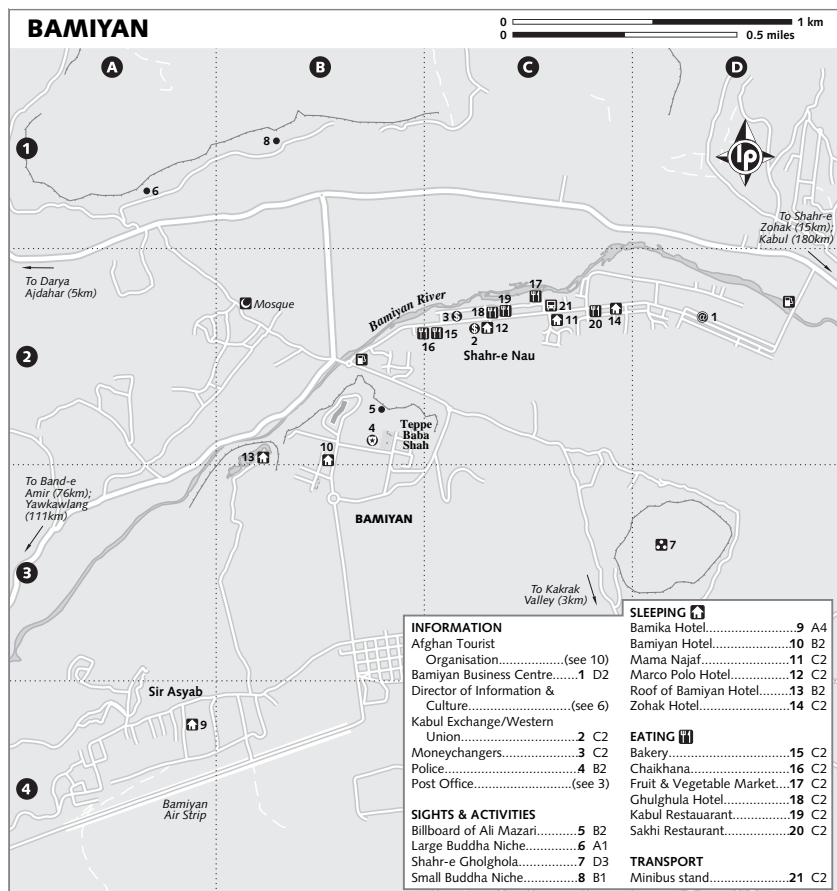 BAMIYAN
0 1 km
0 0.5 miles
A B C D
1
8
6
lp
To Shahr-e
Zohak (15km);
Kabul (180km)
To Darya
Ajdahar (5km)
Mosque
Bamiyan River
17
19
18
21
3 $
12
11
20
14
@ 1
16 15
$
2
2
Shahr-e Nau
5
4
Teppe
Baba
Shah
10
13
To Band-e
Amir (76km);
Yawkawlang
(111km)
BAMIYAN
7
3
To Kakrak
Valley (3km)
Sir Asyab
9
4
Bamiyan
Air Strip
INFORMATION
Afghan Tourist
Organisation..............(see 10)
Bamiyan Business Centre.......1 D2
Director of Information &
Culture........................(see 6)
Kabul Exchange/Western
Union..........................2 C2
Moneychangers....................3 C2
Police....................................4 B2
Post Office.........................(see 3)
SIGHTS & ACTIVITIES
Billboard of Ali Mazari............5 B2
Large Buddha Niche..............6 A1
Shahr-e Gholghola................7 D3
Small Buddha Niche..............8 B1
SLEEPING
Bamika Hotel........................9 A4
Bamiyan Hotel....................10 B2
Mama Najaf.......................11 C2
Marco Polo Hotel................12 C2
Roof of Bamiyan Hotel.........13 B2
Zohak Hotel.......................14 C2
EATING
Bakery...............................15 C2
Chaikhana..........................16 C2
Fruit & Vegetable Market....17 C2
Ghulghula Hotel.................18 C2
Kabul Restauarant..............19 C2
Sakhi Restaurant................20 C2
TRANSPORT
Minibus stand....................21 C2